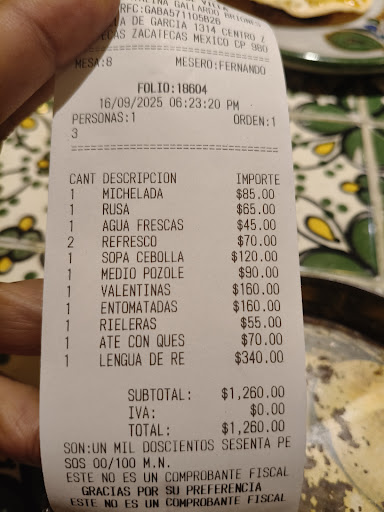 GALLARDO BRIONES
RFC:GABA571105B26
DE GARCIA 1314 CENTRO Z
ECAS ZACATECAS MEXICO CP 980
MESA:8 MESERO:FERNANDO
FOLIO:18604
16/09/2025 06:23:20 PM
PERSONAS:1 ORDEN:1
3
CANT DESCRIPCION IMPORTE
1 MICHELADA $85.00
1 RUSA $65.00
1 AGUA FRESCAS $45.00
2 REFRESCO $70.00
1 SOPA CEBOLLA $120.00
1 MEDIO POZOLE $90.00
1 VALENTINAS $160.00
1 ENTOMATADAS $160.00
1 RIELERAS $55.00
1 ATE CON QUES $70.00
1 LENGUA DE RE $340.00
SUBTOTAL: $1,260.00
IVA: $0.00
TOTAL: $1,260.00
SON:UN MIL DOSCIENTOS SESENTA PE
SOS 00/100 M.N.
ESTE NO ES UN COMPROBANTE FISCAL
GRACIAS POR SU PREFERENCIA
ESTE NO ES UN COMPROBANTE FISCAL